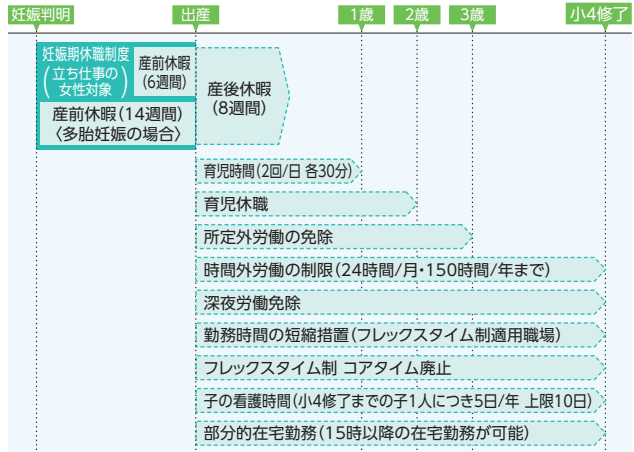 妊娠判明
出産
1歳
2歳
3歳
小4修了
妊娠期休職制度
(立ち仕事の
女性対象)
産前休暇
(6週間)
産前休暇(14週間)
〈多胎妊娠の場合〉
産後休暇
(8週間)
育児時間(2回/日 各30分)
育児休職
所定外労働の免除
時間外労働の制限(24時間/月・150時間/年まで)
深夜労働免除
勤務時間の短縮措置(フレックスタイム制適用職場)
フレックスタイム制 コアタイム廃止
子の看護時間(小4修了までの子1人につき5日/年 上限10日)
部分的在宅勤務(15時以降の在宅勤務が可能)